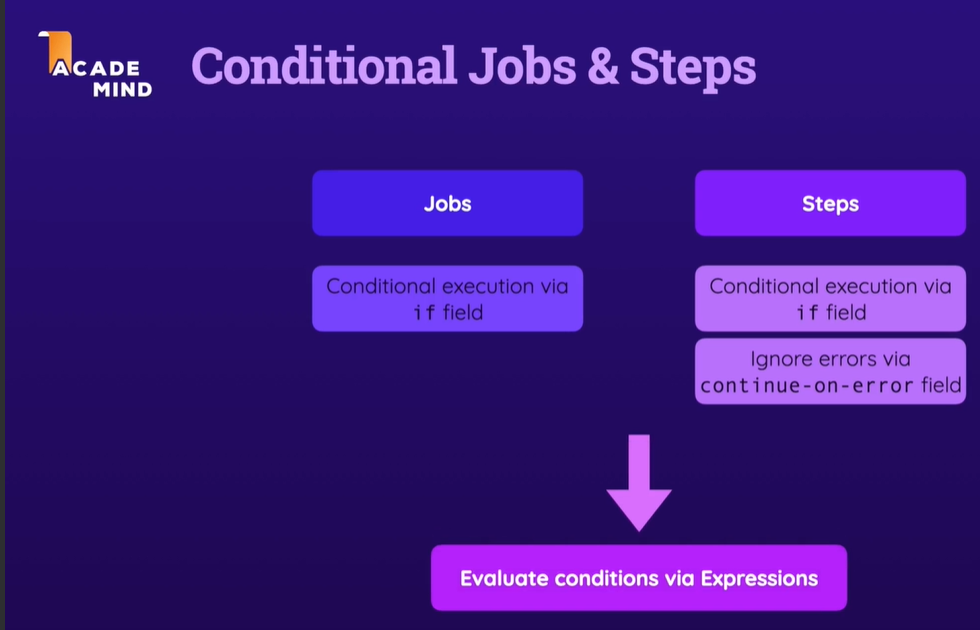 ACADE
MIND
Conditional Jobs & Steps
Jobs
Conditional execution via
if field
Steps
Conditional execution via
if field
Ignore errors via
continue-on-error field
Evaluate conditions via Expressions